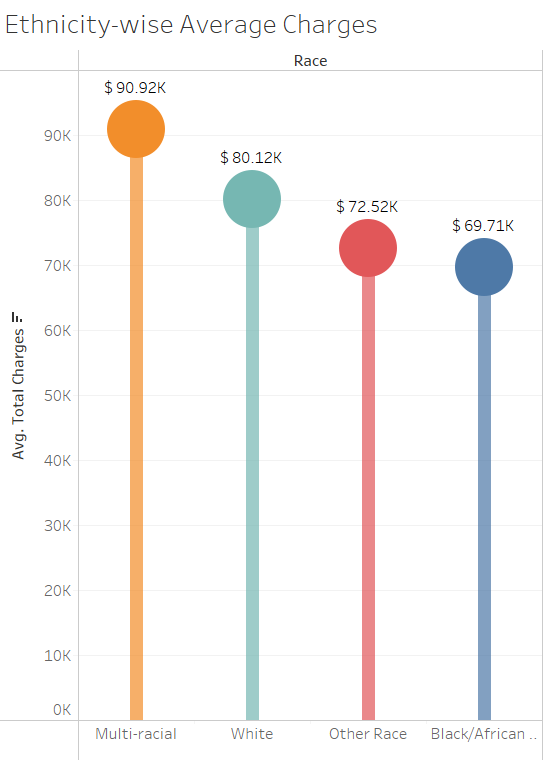 Ethnicity-wise Average Charges
Race
$ 90.92K
$ 80.12K
$ 72.52K
$ 69.71K
90K
80K
70K
60K
50K
40K
30K
20K
10K
0K
Avg. Total Charges
Multi-racial
White
Other Race
Black/African ..